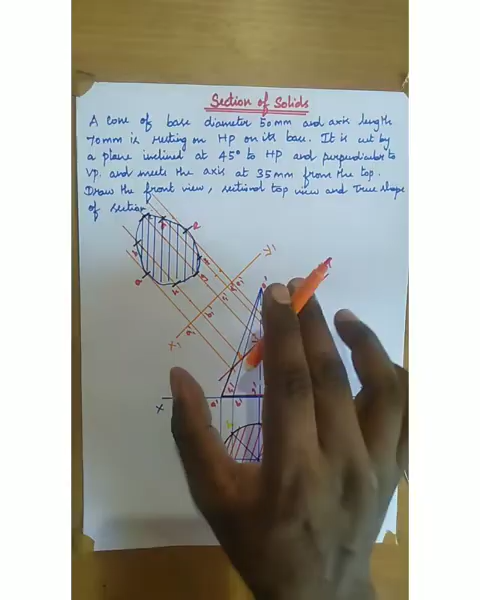 Section of Solids
A cone of base diameter 50mm and axis length
70mm is resting on HP on its base. It is cut by
a plane inclined at 45° to HP and perpendicular to
VP and meets the axis at 35mm from the top.
Draw the front view, sectional top view and True shape
of section
Y1
X1
X